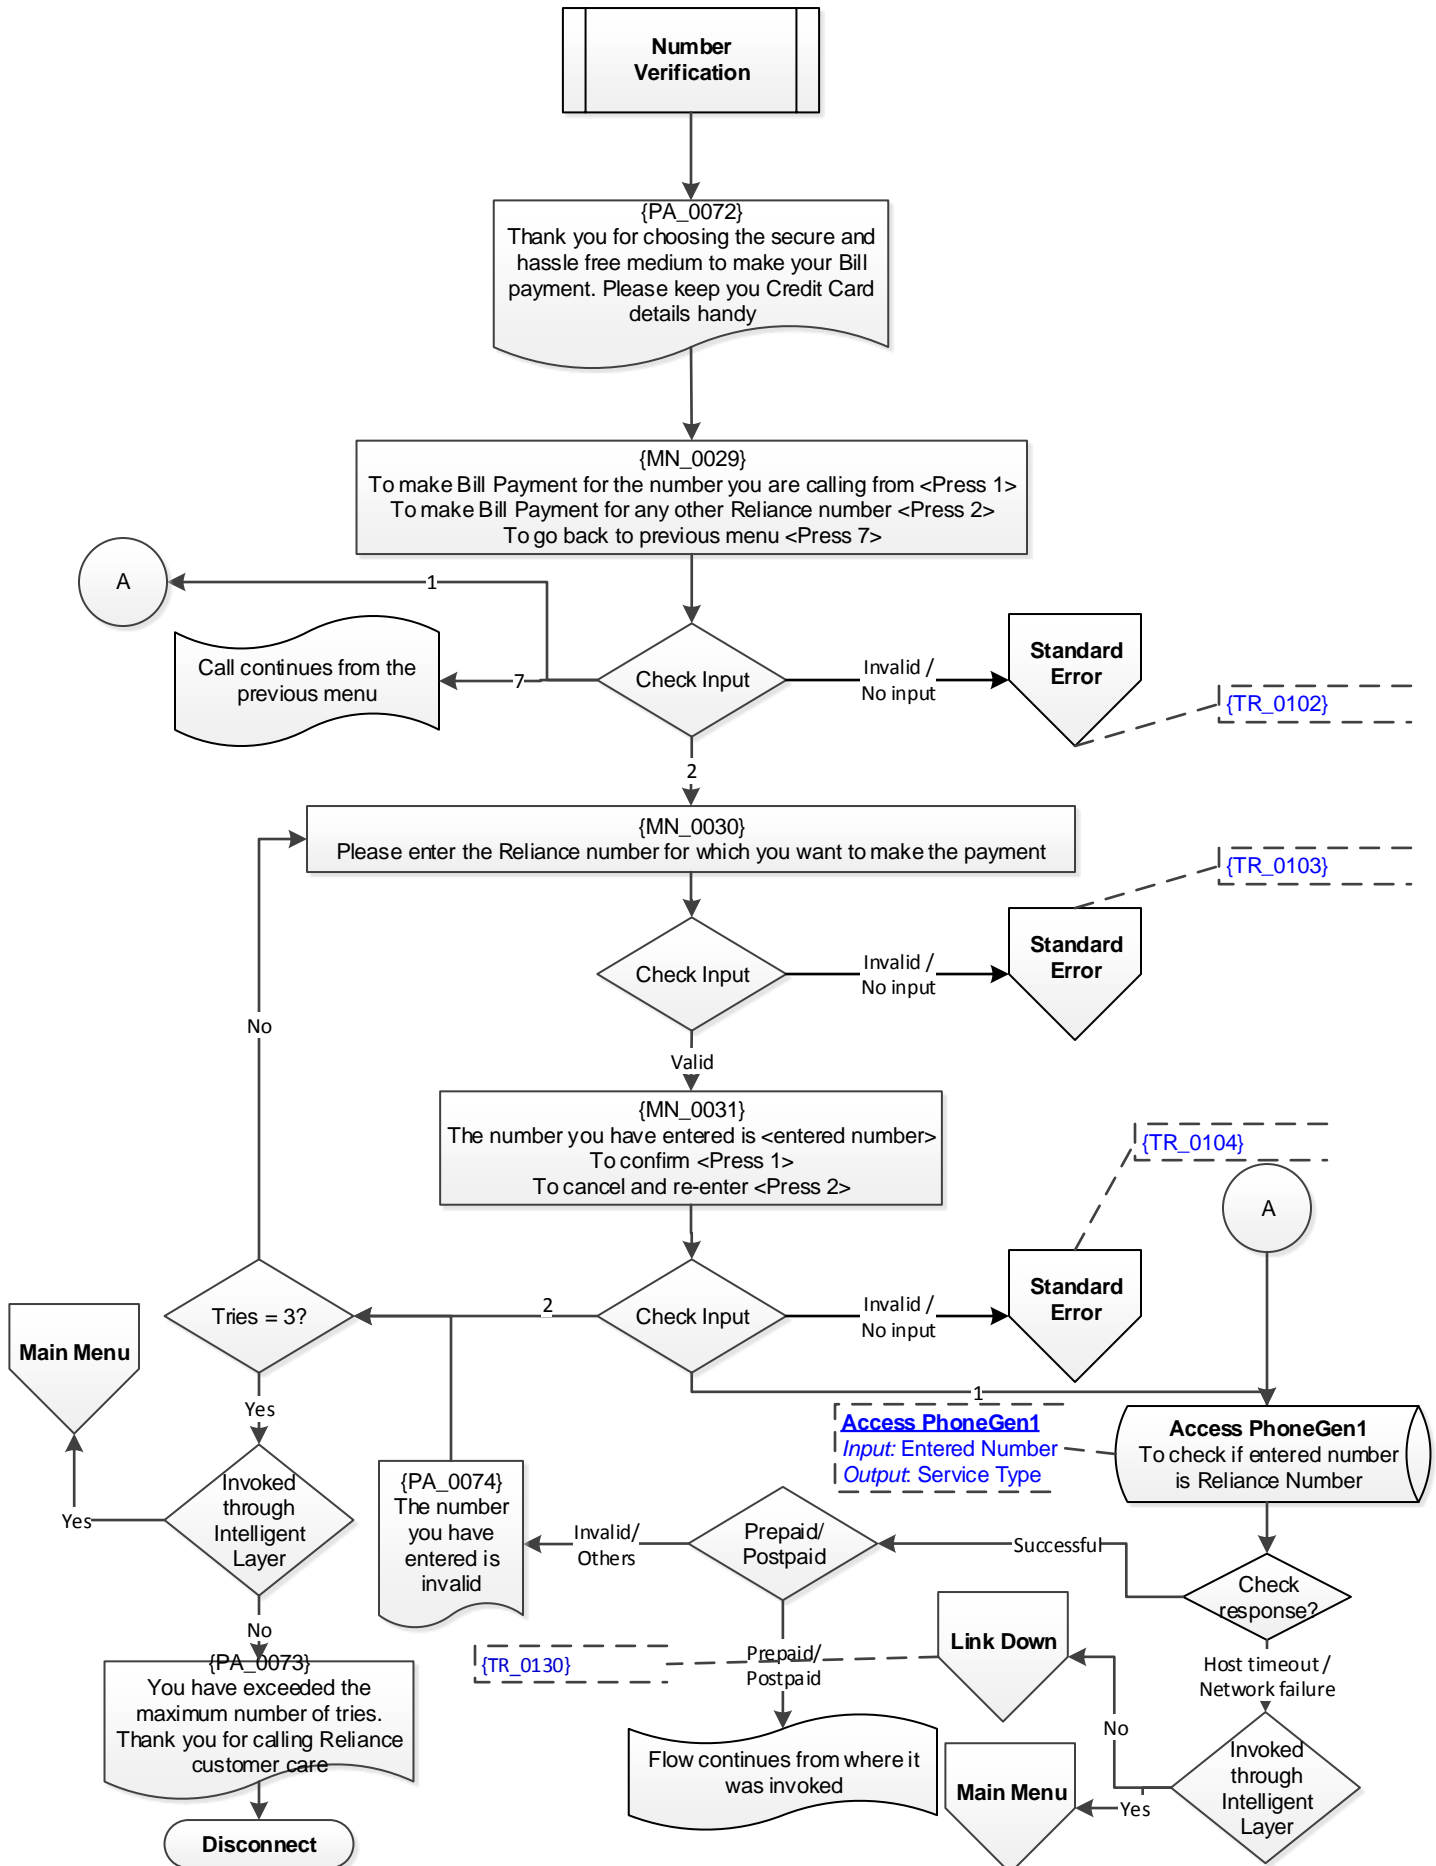 Number
Verification
{PA_0072}
Thank you for choosing the secure and
hassle free medium to make your Bill
payment. Please keep you Credit Card
details handy
{MN_0029}
To make Bill Payment for the number you are calling from <Press 1>
To make Bill Payment for any other Reliance number <Press 2>
To go back to previous menu <Press 7>
A
1
Call continues from the
previous menu
7
Check Input
Invalid /
No input
Standard
Error
{TR_0102}
2
{MN_0030}
Please enter the Reliance number for which you want to make the payment
{TR_0103}
Check Input
Invalid /
No input
Standard
Error
No
Valid
{MN_0031}
The number you have entered is <entered number>
To confirm <Press 1>
To cancel and re-enter <Press 2>
{TR_0104}
A
Main Menu
Tries = 3?
2
Check Input
Invalid /
No input
Standard
Error
1
Yes
Access PhoneGen1
Input: Entered Number
Output: Service Type
Access PhoneGen1
To check if entered number
is Reliance Number
Yes
Invoked
through
Intelligent
Layer
{PA_0074}
The number
you have
entered is
invalid
Invalid/
Others
Prepaid/
Postpaid
Successful
Check
response?
No
{TR_0130}
Prepaid/
Postpaid
Link Down
Host timeout /
Network failure
{PA_0073}
You have exceeded the
maximum number of tries.
Thank you for calling Reliance
customer care
No
Flow continues from where it
was invoked
Main Menu
Yes
Invoked
through
Intelligent
Layer
Disconnect